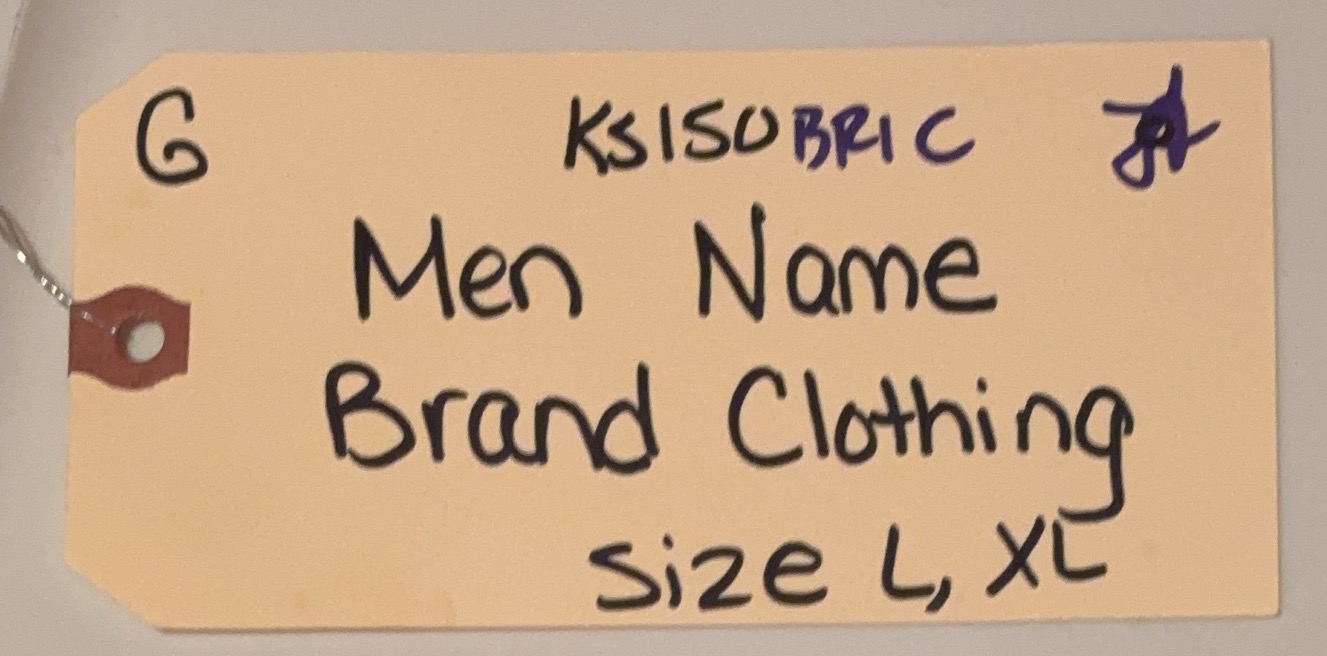 G KS150BRIC
Men Name
Brand Clothing
Size L, XL